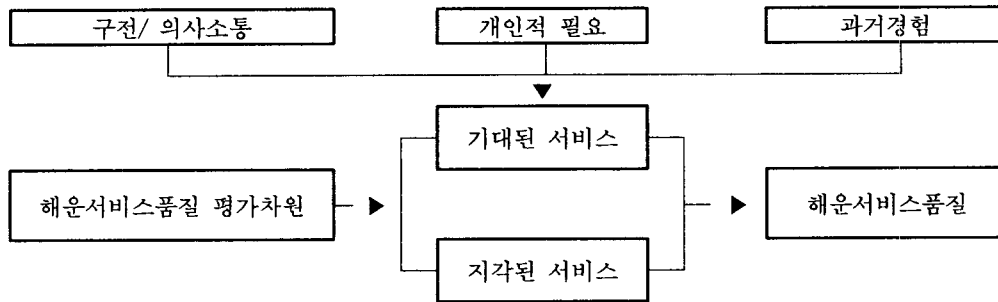 구전/ 의사소통
개인적 필요
과거경험
기대된 서비스
해운서비스품질 평가차원
해운서비스품질
지각된 서비스